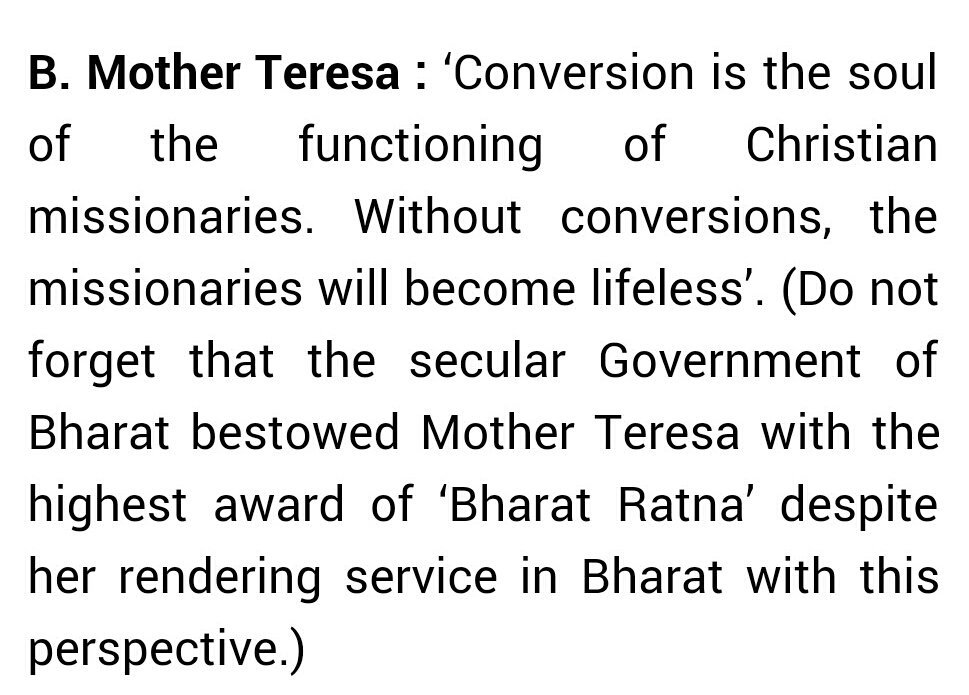 B. Mother Teresa : ‘Conversion is the soul
of the functioning of Christian
missionaries. Without conversions, the
missionaries will become lifeless’. (Do not
forget that the secular Government of
Bharat bestowed Mother Teresa with the
highest award of ‘Bharat Ratna’ despite
her rendering service in Bharat with this
perspective.)